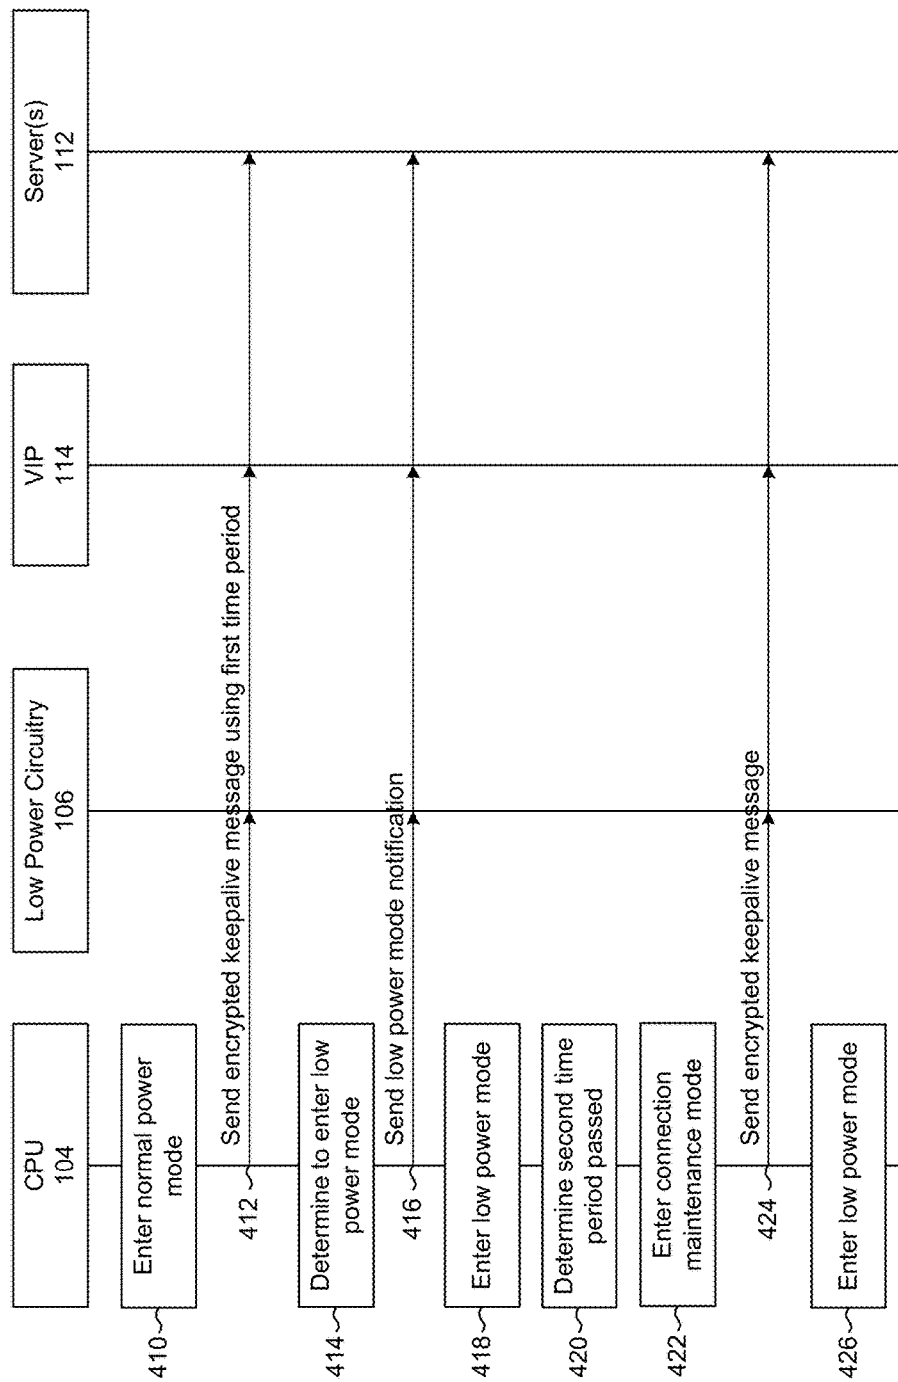 CPU
104
Low Power Circuitry
106
VIP
114
Server(s)
112
410
Enter normal power
mode
412
Send encrypted keepalive message using first time period
414
Determine to enter low
power mode
416
Send low power mode notification
418
Enter low power mode
420
Determine second time
period passed
422
Enter connection
maintenance mode
424
Send encrypted keepalive message
426
Enter low power mode